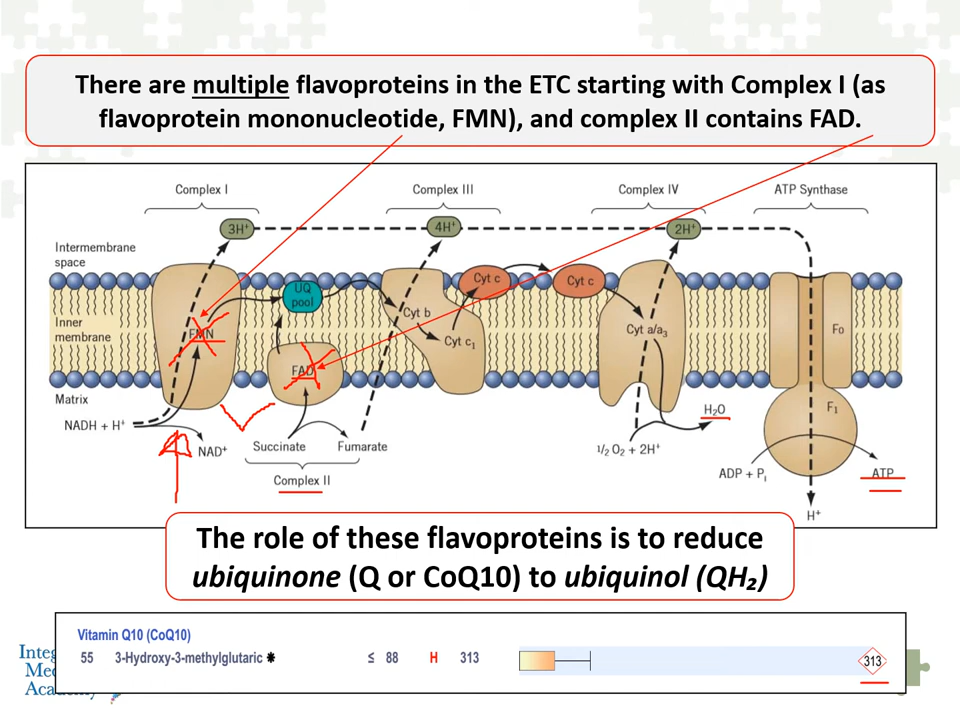 There are multiple flavoproteins in the ETC starting with Complex I (as
flavoprotein mononucleotide, FMN), and complex II contains FAD.
Complex I
Complex III
Complex IV
ATP Synthase
3H⁺
4H⁺
2H⁺
Intermembrane
space
UQ
pool
Cyt c
Cyt c
Cyt b
Inner
membrane
FMN
Cyt c₁
Cyt a/a₃
F₀
FAD
Matrix
NADH + H⁺
NAD⁺
Succinate
Fumarate
Complex II
H₂O
1/2 O₂ + 2H⁺
F₁
ADP + Pᵢ
ATP
H⁺
The role of these flavoproteins is to reduce
ubiquinone (Q or CoQ10) to ubiquinol (QH₂)
Vitamin Q10 (CoQ10)
55 3-Hydroxy-3-methylglutaric ✱ ≤ 88 H 313 313
Integ
Me
Academy